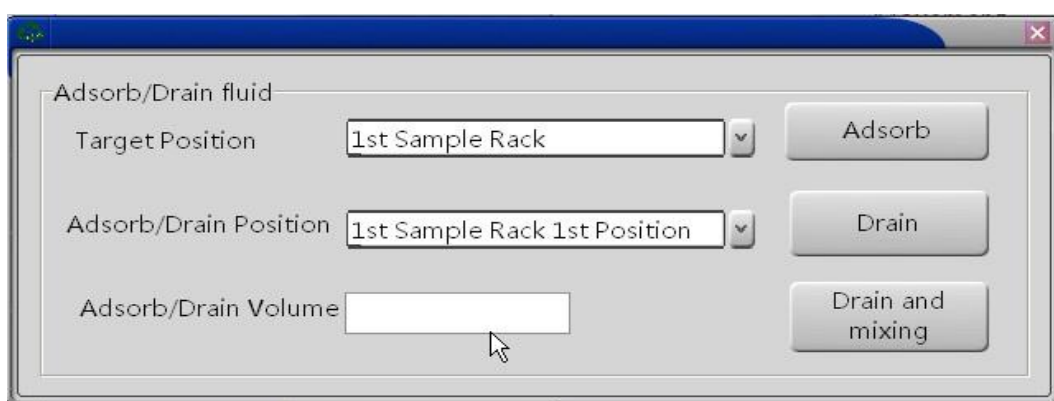 Adsorb/Drain fluid
Target Position
1st Sample Rack
Adsorb
Adsorb/Drain Position
1st Sample Rack 1st Position
Drain
Adsorb/Drain Volume
Drain and
mixing